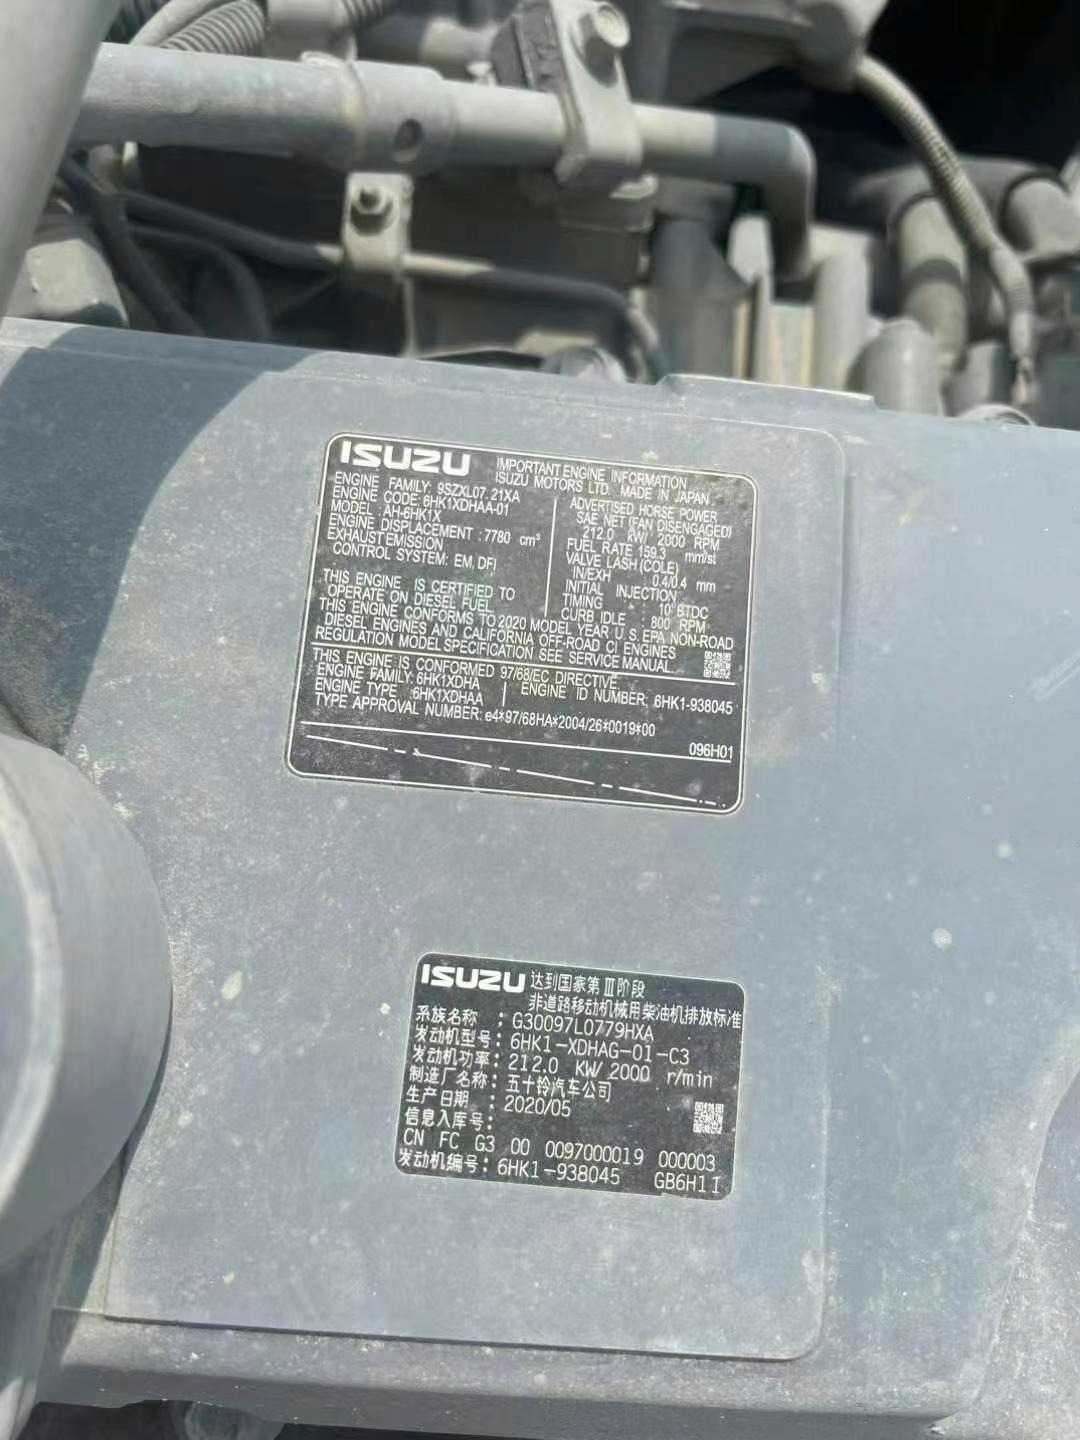 ISUZU
IMPORTANT ENGINE INFORMATION
ISUZU MOTORS LTD. MADE IN JAPAN
ENGINE FAMILY: 9SZXL07.21XA
ENGINE CODE: 6HK1XDHAA-01
MODEL: AH-6HK1X
ENGINE DISPLACEMENT: 7780 cm³
EXHAUST EMISSION
CONTROL SYSTEM: EM, DFI
THIS ENGINE IS CERTIFIED TO
OPERATE ON DIESEL FUEL
ADVERTISED HORSE POWER
SAE NET (FAN DISENGAGED)
212.0 kW/ 2000 RPM
FUEL RATE 159.3 mm/st
VALVE LASH (COLE)
IN/EXH : 0.4/0.4 mm
INITIAL INJECTION
TIMING : 10°BTDC
CURB IDLE : 800 RPM
THIS ENGINE CONFORMS TO 2020 MODEL YEAR U S EPA NON-ROAD
DIESEL ENGINES AND CALIFORNIA OFF-ROAD CI ENGINES
REGULATION MODEL SPECIFICATION SEE SERVICE MANUAL.
THIS ENGINE IS CONFORMED 97/68/EC DIRECTIVE
ENGINE FAMILY: 6HK1XDHA
ENGINE TYPE :6HK1XDHAA
ENGINE ID NUMBER: 6HK1-938045
TYPE APPROVAL NUMBER: e4*97/68HA*2004/26*0019*00
096H01
ISUZU 达到国家第Ⅲ阶段
非道路移动机械用柴油机排放标准
系族名称：G30097L0779HXA
发动机型号：6HK1-XDHAG-01-C3
发动机功率：212.0 KW/ 2000 r/min
制造厂名称：五十铃汽车公司
生产日期：2020/05
信息入库号：
CN FC G3 00 0097000019 000003
发动机编号：6HK1-938045 GB6H1I